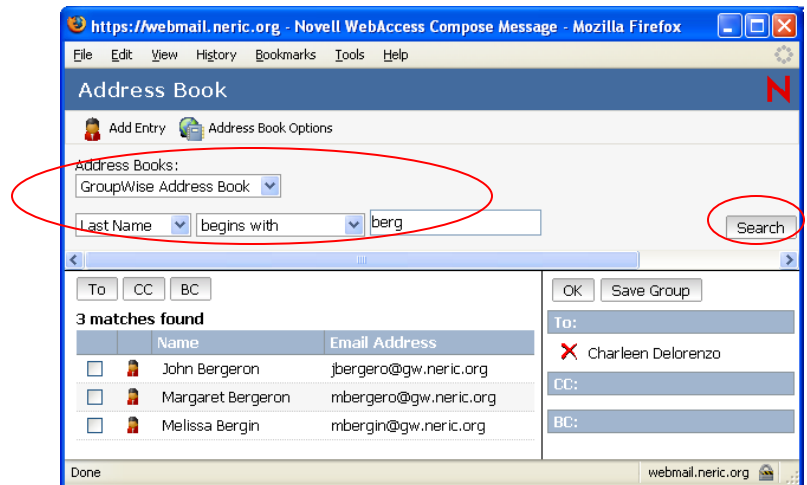 https://webmail.neric.org - Novell WebAccess Compose Message - Mozilla Firefox
File Edit View History Bookmarks Tools Help
Address Book
N
Add Entry Address Book Options
Address Books:
GroupWise Address Book
Last Name begins with berg Search
To CC BC
3 matches found
Name Email Address
John Bergeron jbergero@gw.neric.org
Margaret Bergeron mbergero@gw.neric.org
Melissa Bergin mbergin@gw.neric.org
OK Save Group
To:
Charleen Delorenzo
CC:
BC:
Done webmail.neric.org